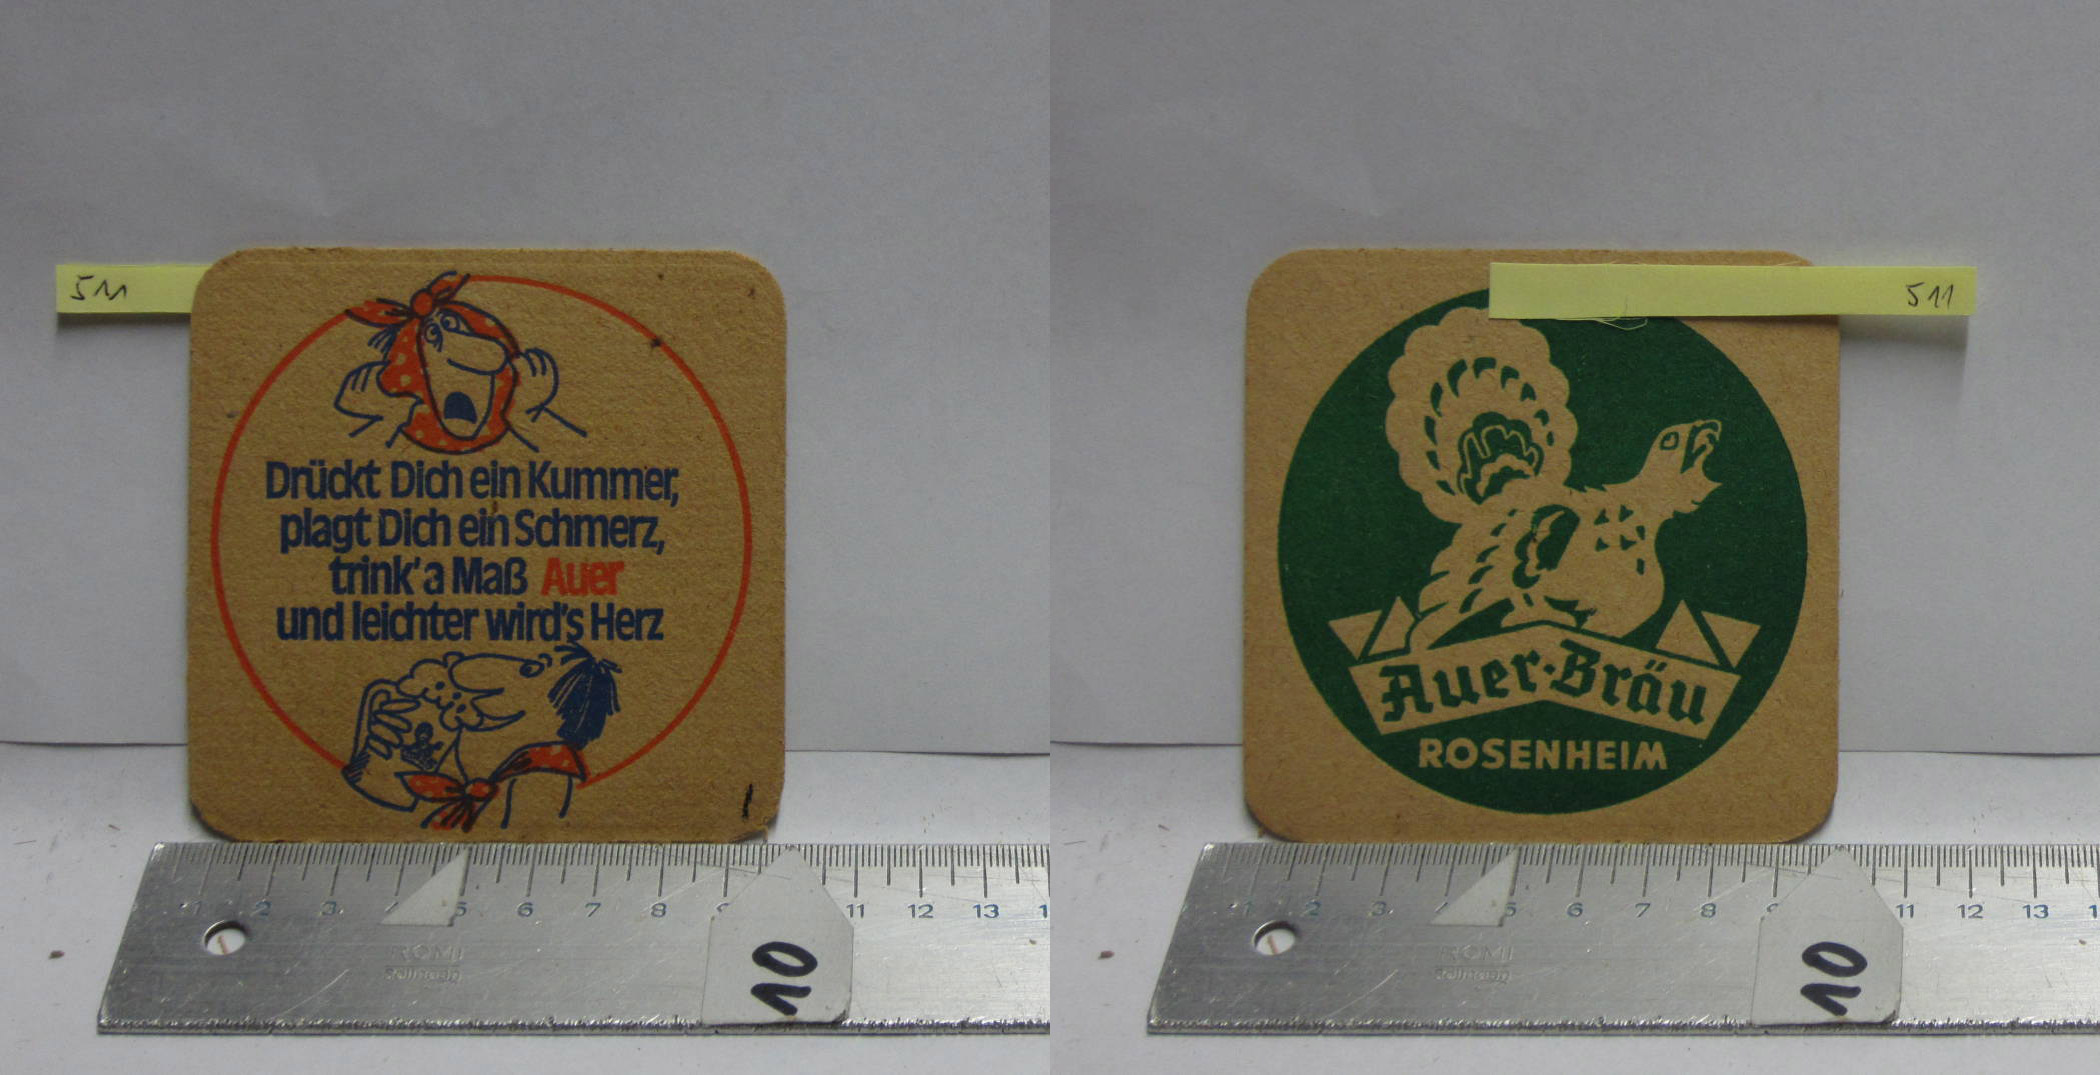 511
Drückt Dich ein Kummer,
plagt Dich ein Schmerz,
trink' a Maß Auer
und leichter wird's Herz
1 2 3 4 5 6 7 8 9 11 12 13
ROMI
10
511
Auer-Bräu
ROSENHEIM
1 2 3 4 5 6 7 8 9 11 12 13
ROMI
10